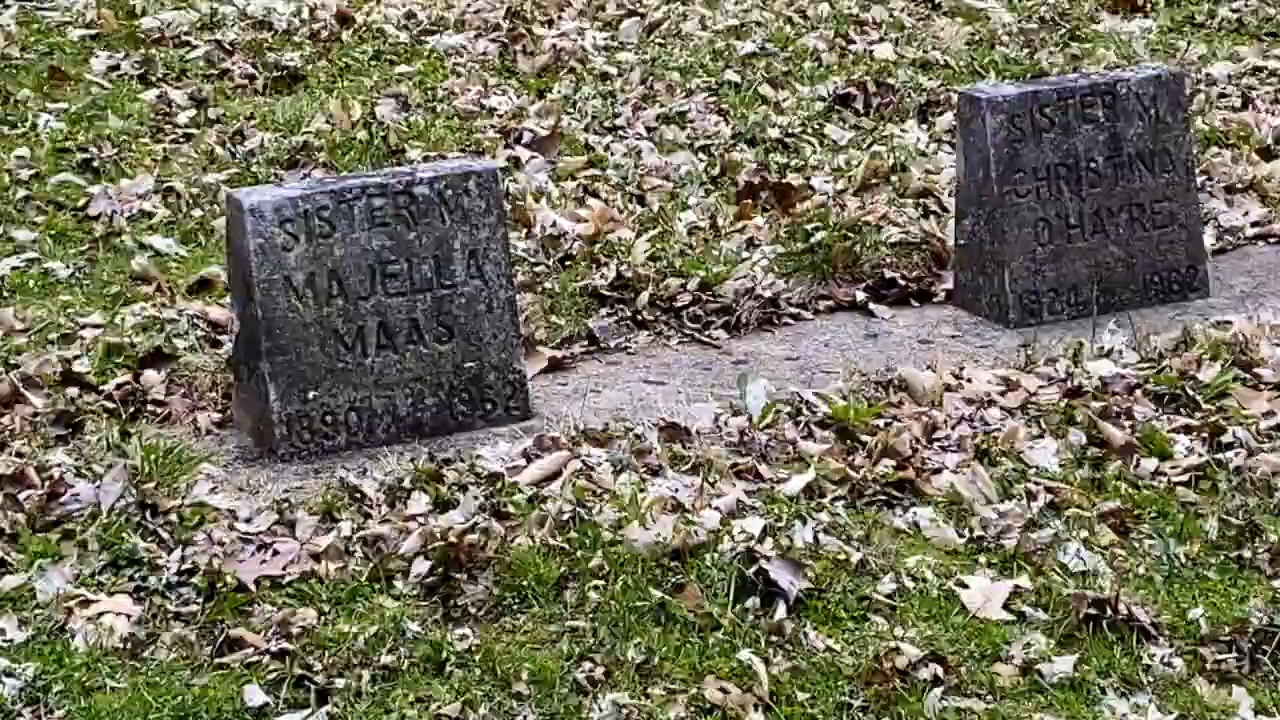 SISTER M.
MAJELLA
MAAS
1890 1962
SISTER M.
O'HAYRE
1962